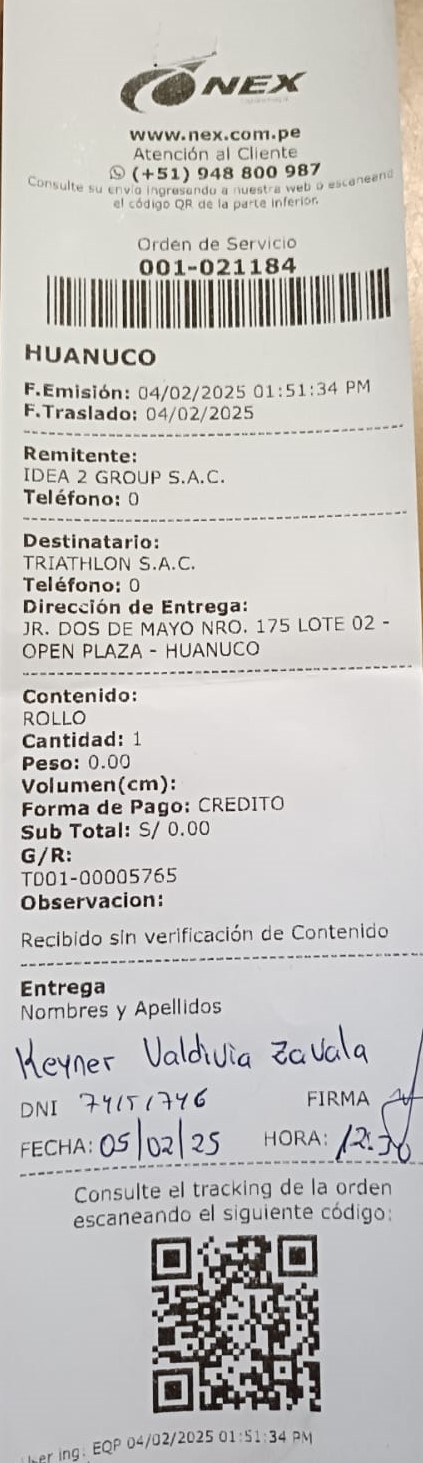 NEX
www.nex.com.pe
Atención al Cliente
(+51) 948 800 987
Consulte su envío ingresando a nuestra web o escaneand
el código QR de la parte inferior.
Orden de Servicio
001-021184
HUANUCO
F.Emisión: 04/02/2025 01:51:34 PM
F.Traslado: 04/02/2025
Remitente:
IDEA 2 GROUP S.A.C.
Teléfono: 0
Destinatario:
TRIATHLON S.A.C.
Teléfono: 0
Dirección de Entrega:
JR. DOS DE MAYO NRO. 175 LOTE 02 -
OPEN PLAZA - HUANUCO
Contenido:
ROLLO
Cantidad: 1
Peso: 0.00
Volumen(cm):
Forma de Pago: CREDITO
Sub Total: S/ 0.00
G/R:
T001-00005765
Observacion:
Recibido sin verificación de Contenido
Entrega
Nombres y Apellidos
Keyner Valdivia Zavala
DNI 74151746 FIRMA
FECHA: 05/02/25 HORA: 12:30
Consulte el tracking de la orden
escaneando el siguiente código:
ing: EQP 04/02/2025 01:51:34 PM